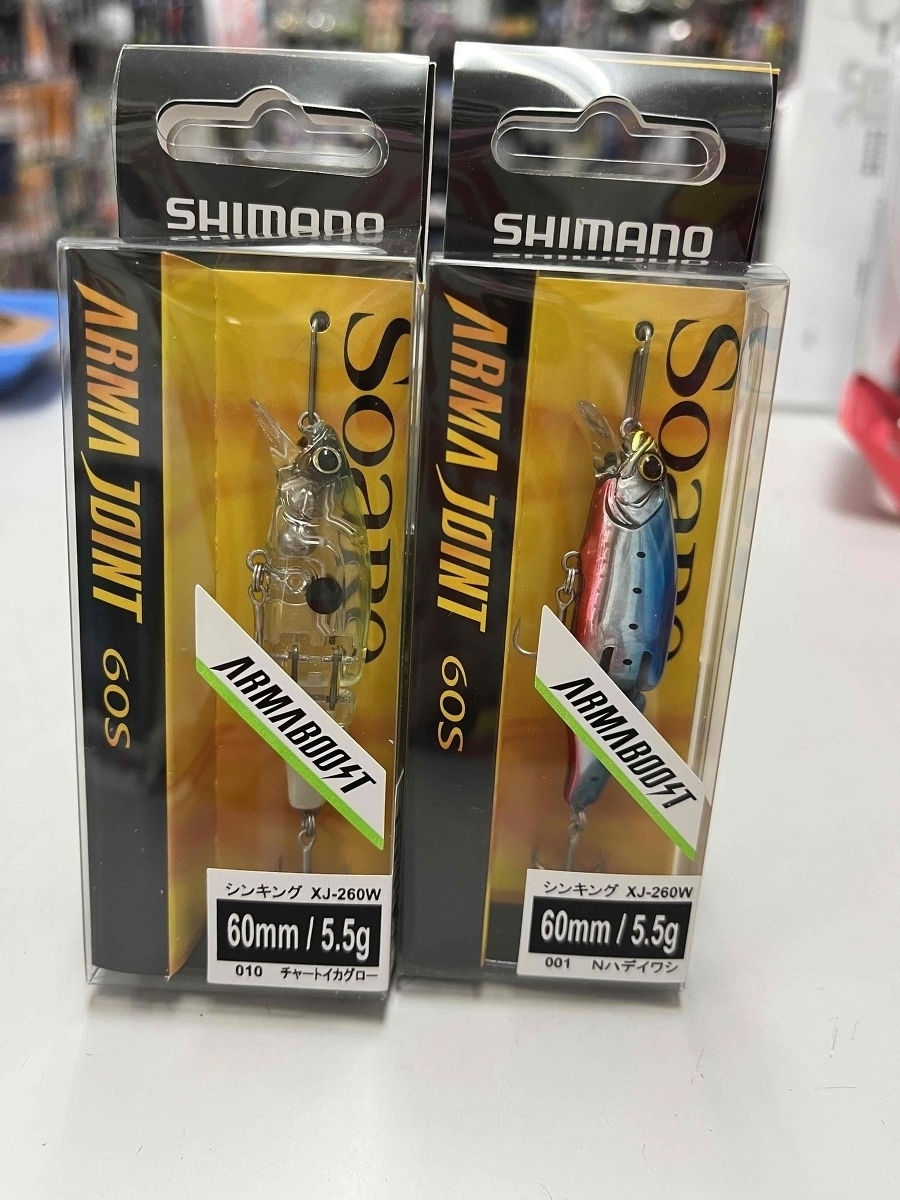 SHIMANO
ARMA JOINT 60S
Soare
ARMABOOST
シンキング XJ-260W
60mm / 5.5g
010 チャートイカグロー
SHIMANO
ARMA JOINT 60S
Soare
ARMABOOST
シンキング XJ-260W
60mm / 5.5g
001 Nハデイワシ